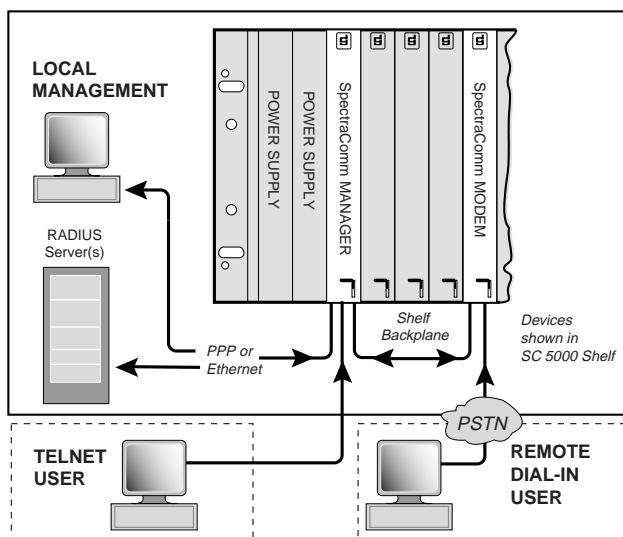 LOCAL
MANAGEMENT
RADIUS
Server(s)
POWER SUPPLY
POWER SUPPLY
SpectraComm MANAGER
SpectraComm MODEM
PPP or
Ethernet
Shelf
Backplane
Devices
shown in
SC 5000 Shelf
PSTN
TELNET
USER
REMOTE
DIAL-IN
USER